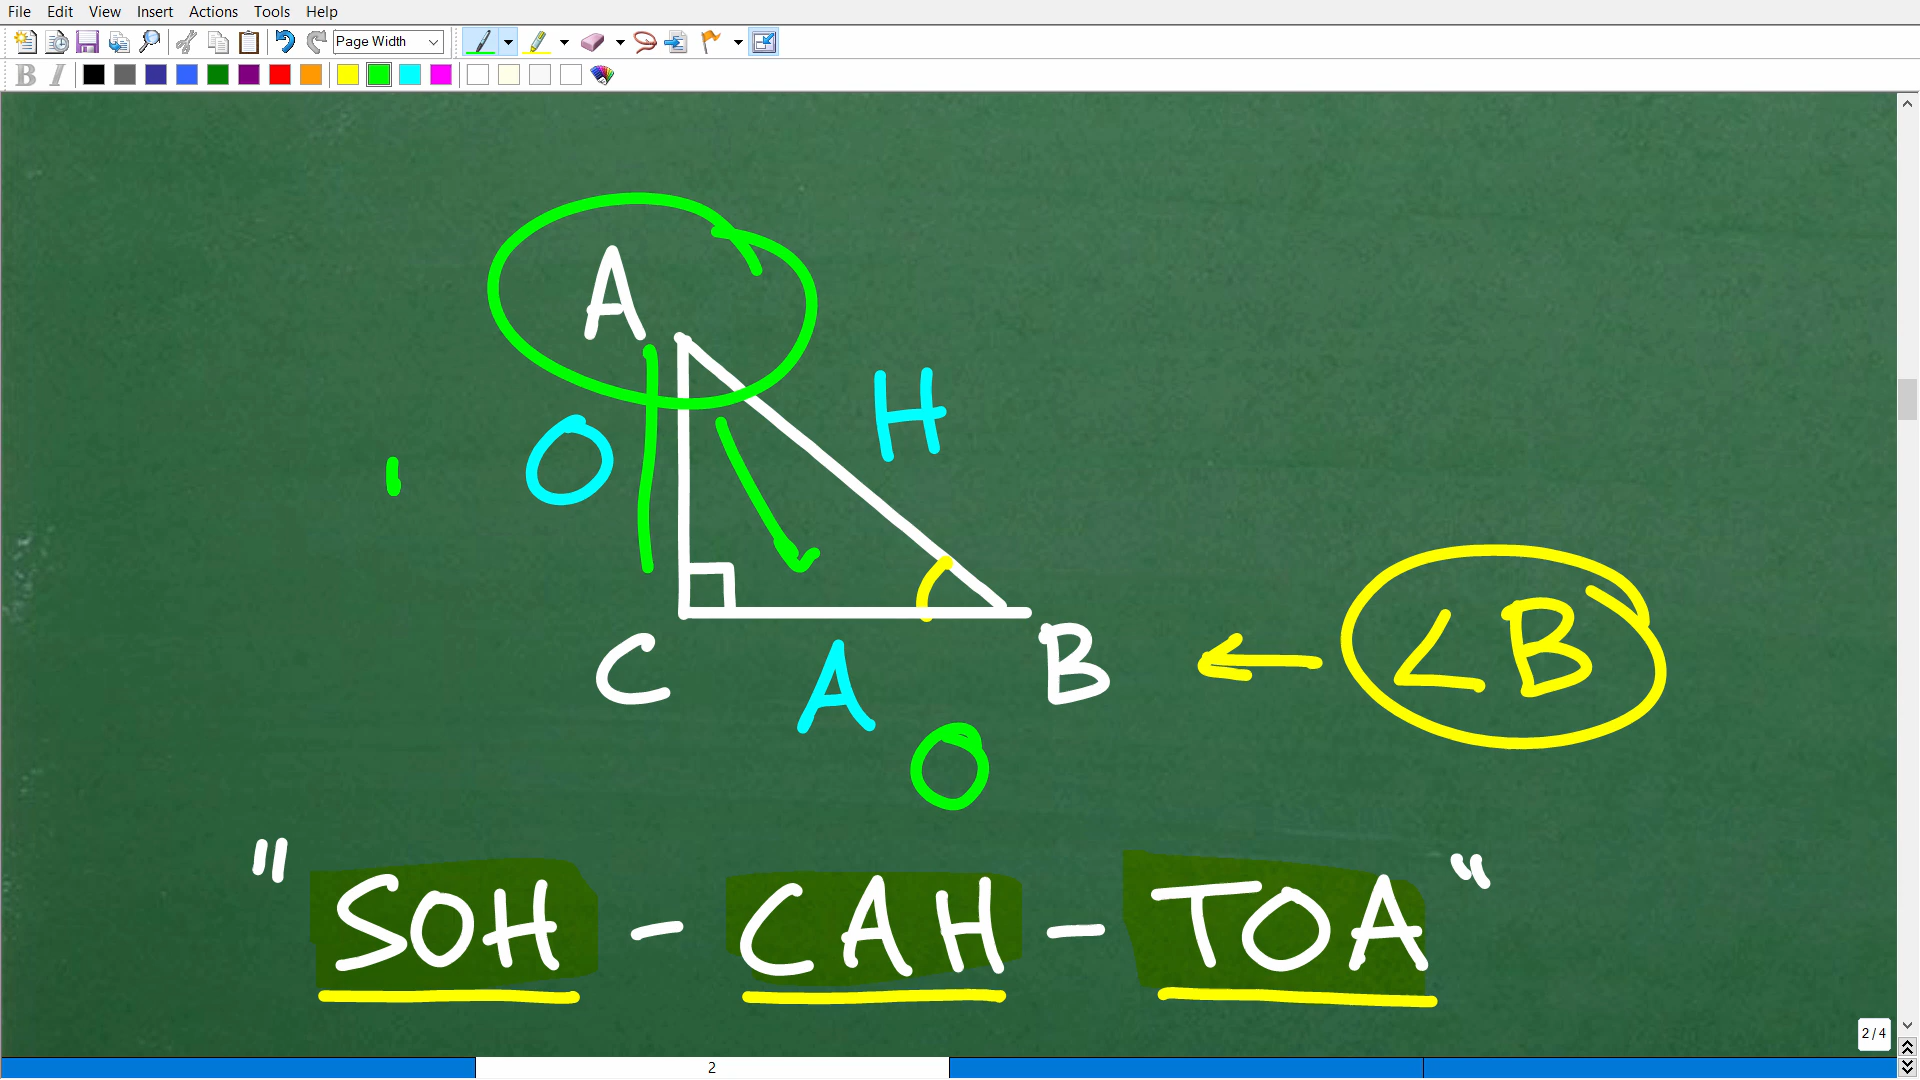 File Edit View Insert Actions Tools Help
Page Width
B I
A
H
O
∠B
C A B
O
"SOH - CAH - TOA"
2 / 4
2